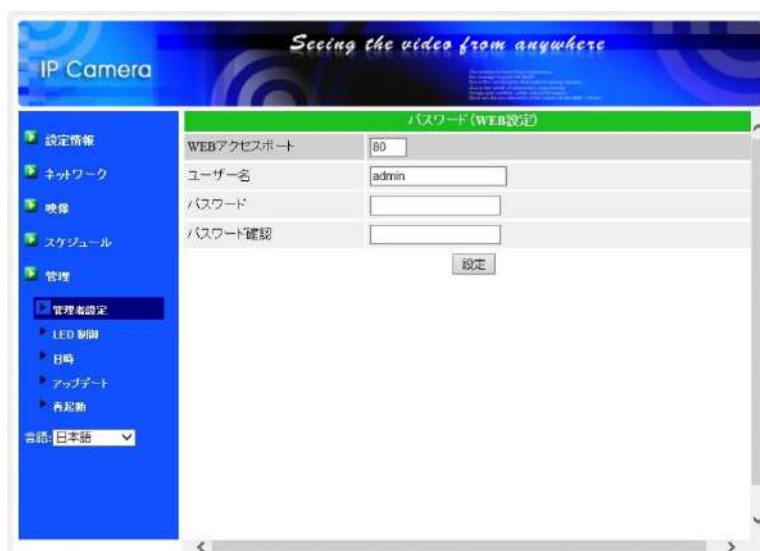 IP Camera
Seeing the video from anywhere
設定情報
ネットワーク
映像
スケジュール
管理
管理者設定
LED 制御
日時
アップデート
再起動
言語: 日本語
パスワード(WEB設定)
WEBアクセスポート 80
ユーザー名 admin
パスワード
パスワード確認
設定